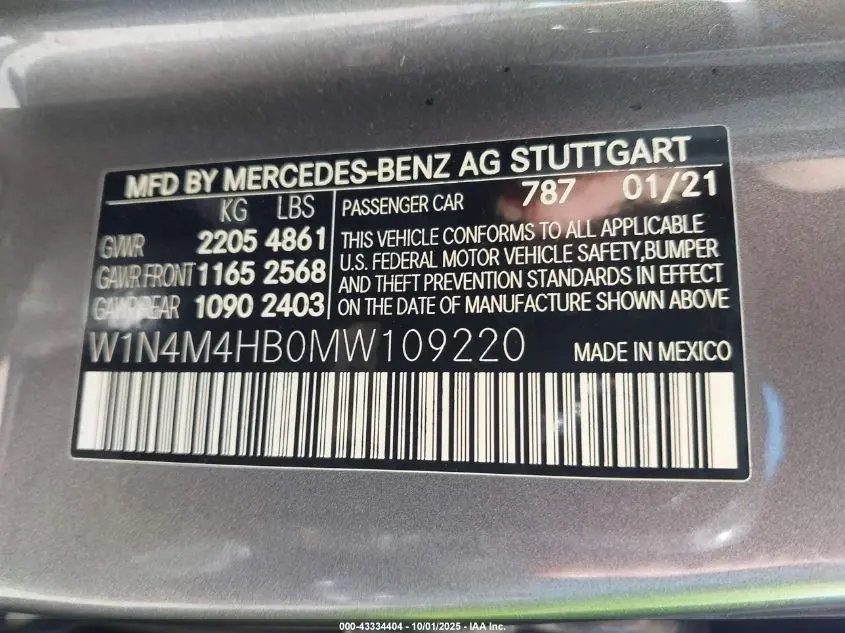 MFD BY MERCEDES-BENZ AG STUTTGART
KG LBS
GVWR 2205 4861
GAWR FRONT 1165 2568
GAWR REAR 1090 2403
PASSENGER CAR 787 01/21
THIS VEHICLE CONFORMS TO ALL APPLICABLE
U.S. FEDERAL MOTOR VEHICLE SAFETY,BUMPER
AND THEFT PREVENTION STANDARDS IN EFFECT
ON THE DATE OF MANUFACTURE SHOWN ABOVE
W1N4M4HB0MW109220 MADE IN MEXICO
000-43334404 - 10/01/2025 - IAA Inc.